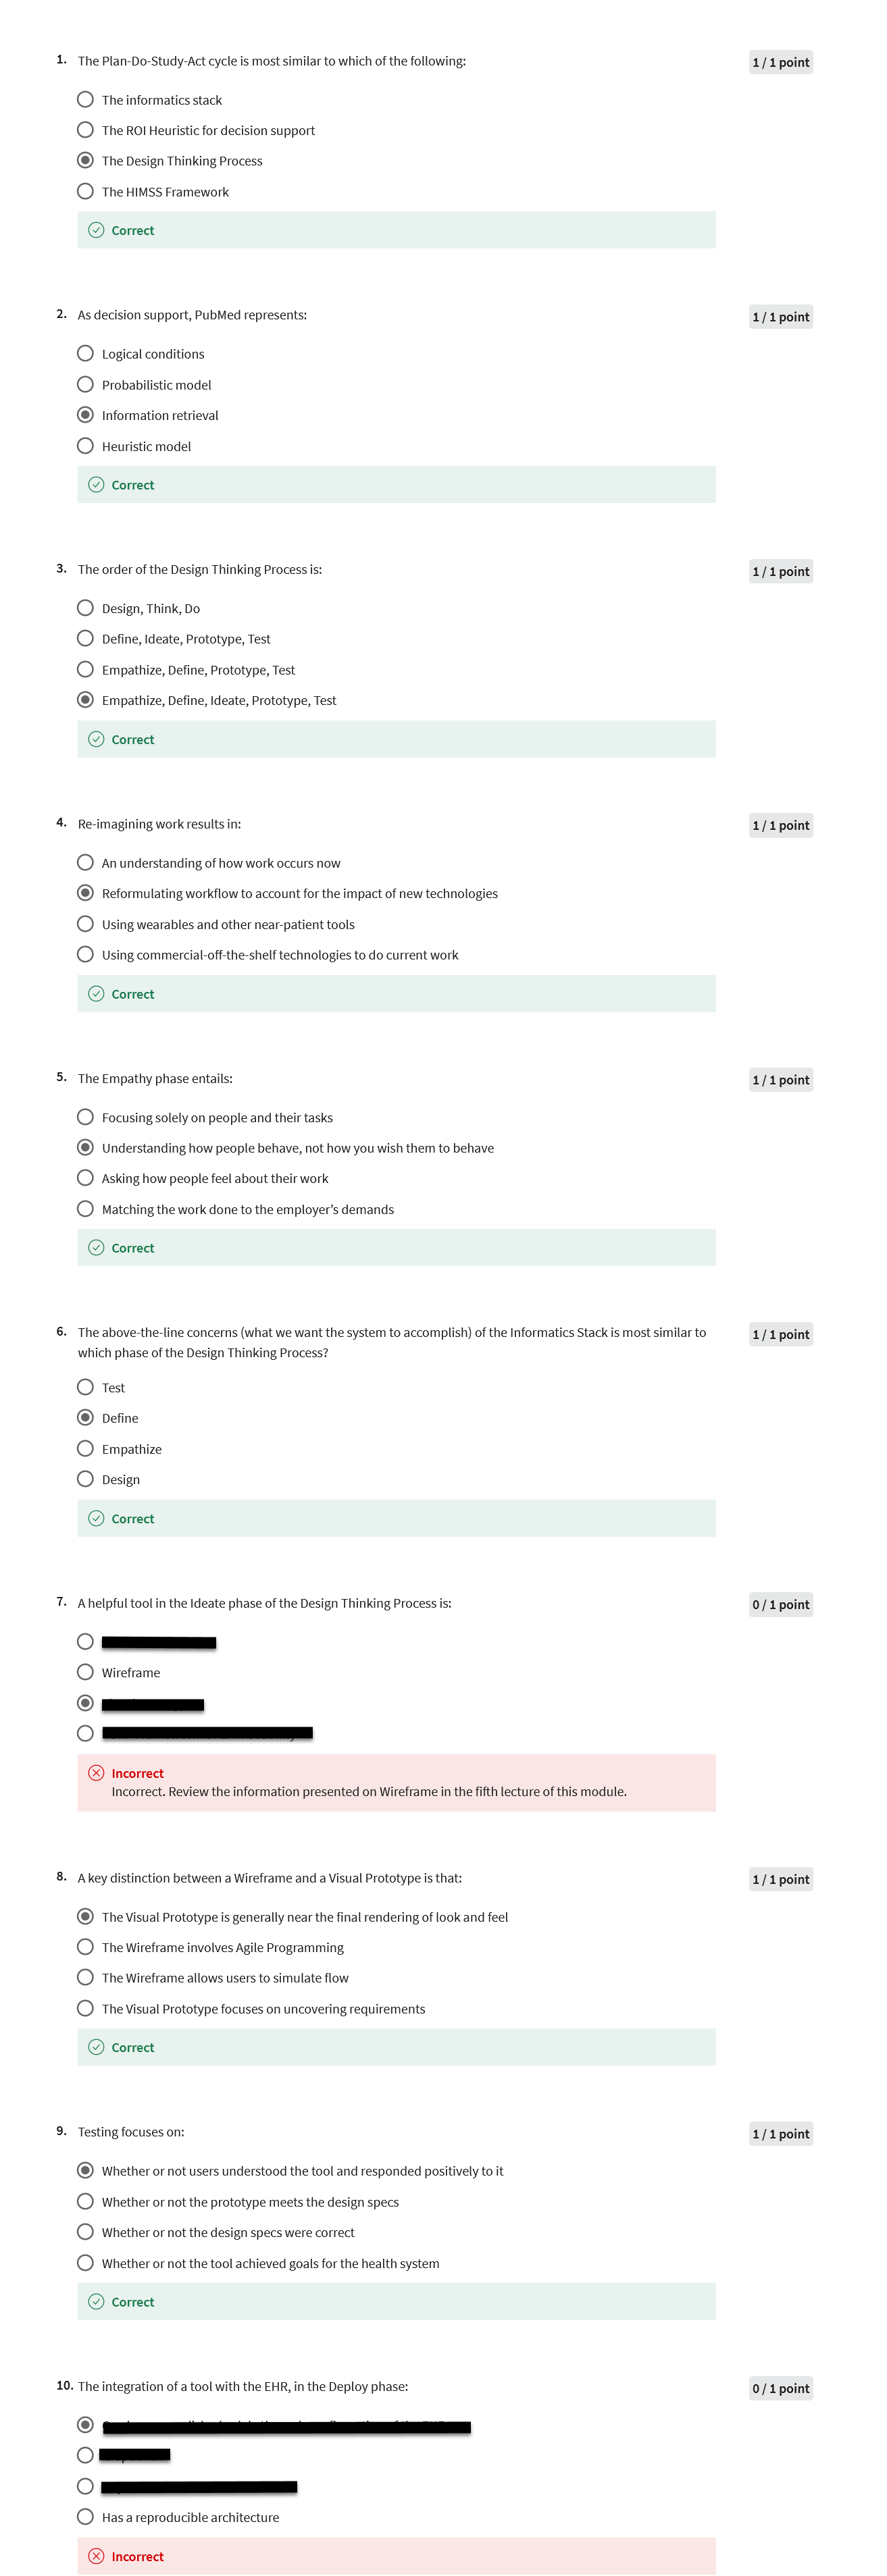 1. The Plan-Do-Study-Act cycle is most similar to which of the following:
1 / 1 point
The informatics stack
The ROI Heuristic for decision support
The Design Thinking Process
The HIMSS Framework
Correct
2. As decision support, PubMed represents:
1 / 1 point
Logical conditions
Probabilistic model
Information retrieval
Heuristic model
Correct
3. The order of the Design Thinking Process is:
1 / 1 point
Design, Think, Do
Define, Ideate, Prototype, Test
Empathize, Define, Prototype, Test
Empathize, Define, Ideate, Prototype, Test
Correct
4. Re-imagining work results in:
1 / 1 point
An understanding of how work occurs now
Reformulating workflow to account for the impact of new technologies
Using wearables and other near-patient tools
Using commercial-off-the-shelf technologies to do current work
Correct
5. The Empathy phase entails:
1 / 1 point
Focusing solely on people and their tasks
Understanding how people behave, not how you wish them to behave
Asking how people feel about their work
Matching the work done to the employer’s demands
Correct
6. The above-the-line concerns (what we want the system to accomplish) of the Informatics Stack is most similar to
which phase of the Design Thinking Process?
1 / 1 point
Test
Define
Empathize
Design
Correct
7. A helpful tool in the Ideate phase of the Design Thinking Process is:
0 / 1 point
Wireframe
Incorrect
Incorrect. Review the information presented on Wireframe in the fifth lecture of this module.
8. A key distinction between a Wireframe and a Visual Prototype is that:
1 / 1 point
The Visual Prototype is generally near the final rendering of look and feel
The Wireframe involves Agile Programming
The Wireframe allows users to simulate flow
The Visual Prototype focuses on uncovering requirements
Correct
9. Testing focuses on:
1 / 1 point
Whether or not users understood the tool and responded positively to it
Whether or not the prototype meets the design specs
Whether or not the design specs were correct
Whether or not the tool achieved goals for the health system
Correct
10. The integration of a tool with the EHR, in the Deploy phase:
0 / 1 point
Has a reproducible architecture
Incorrect